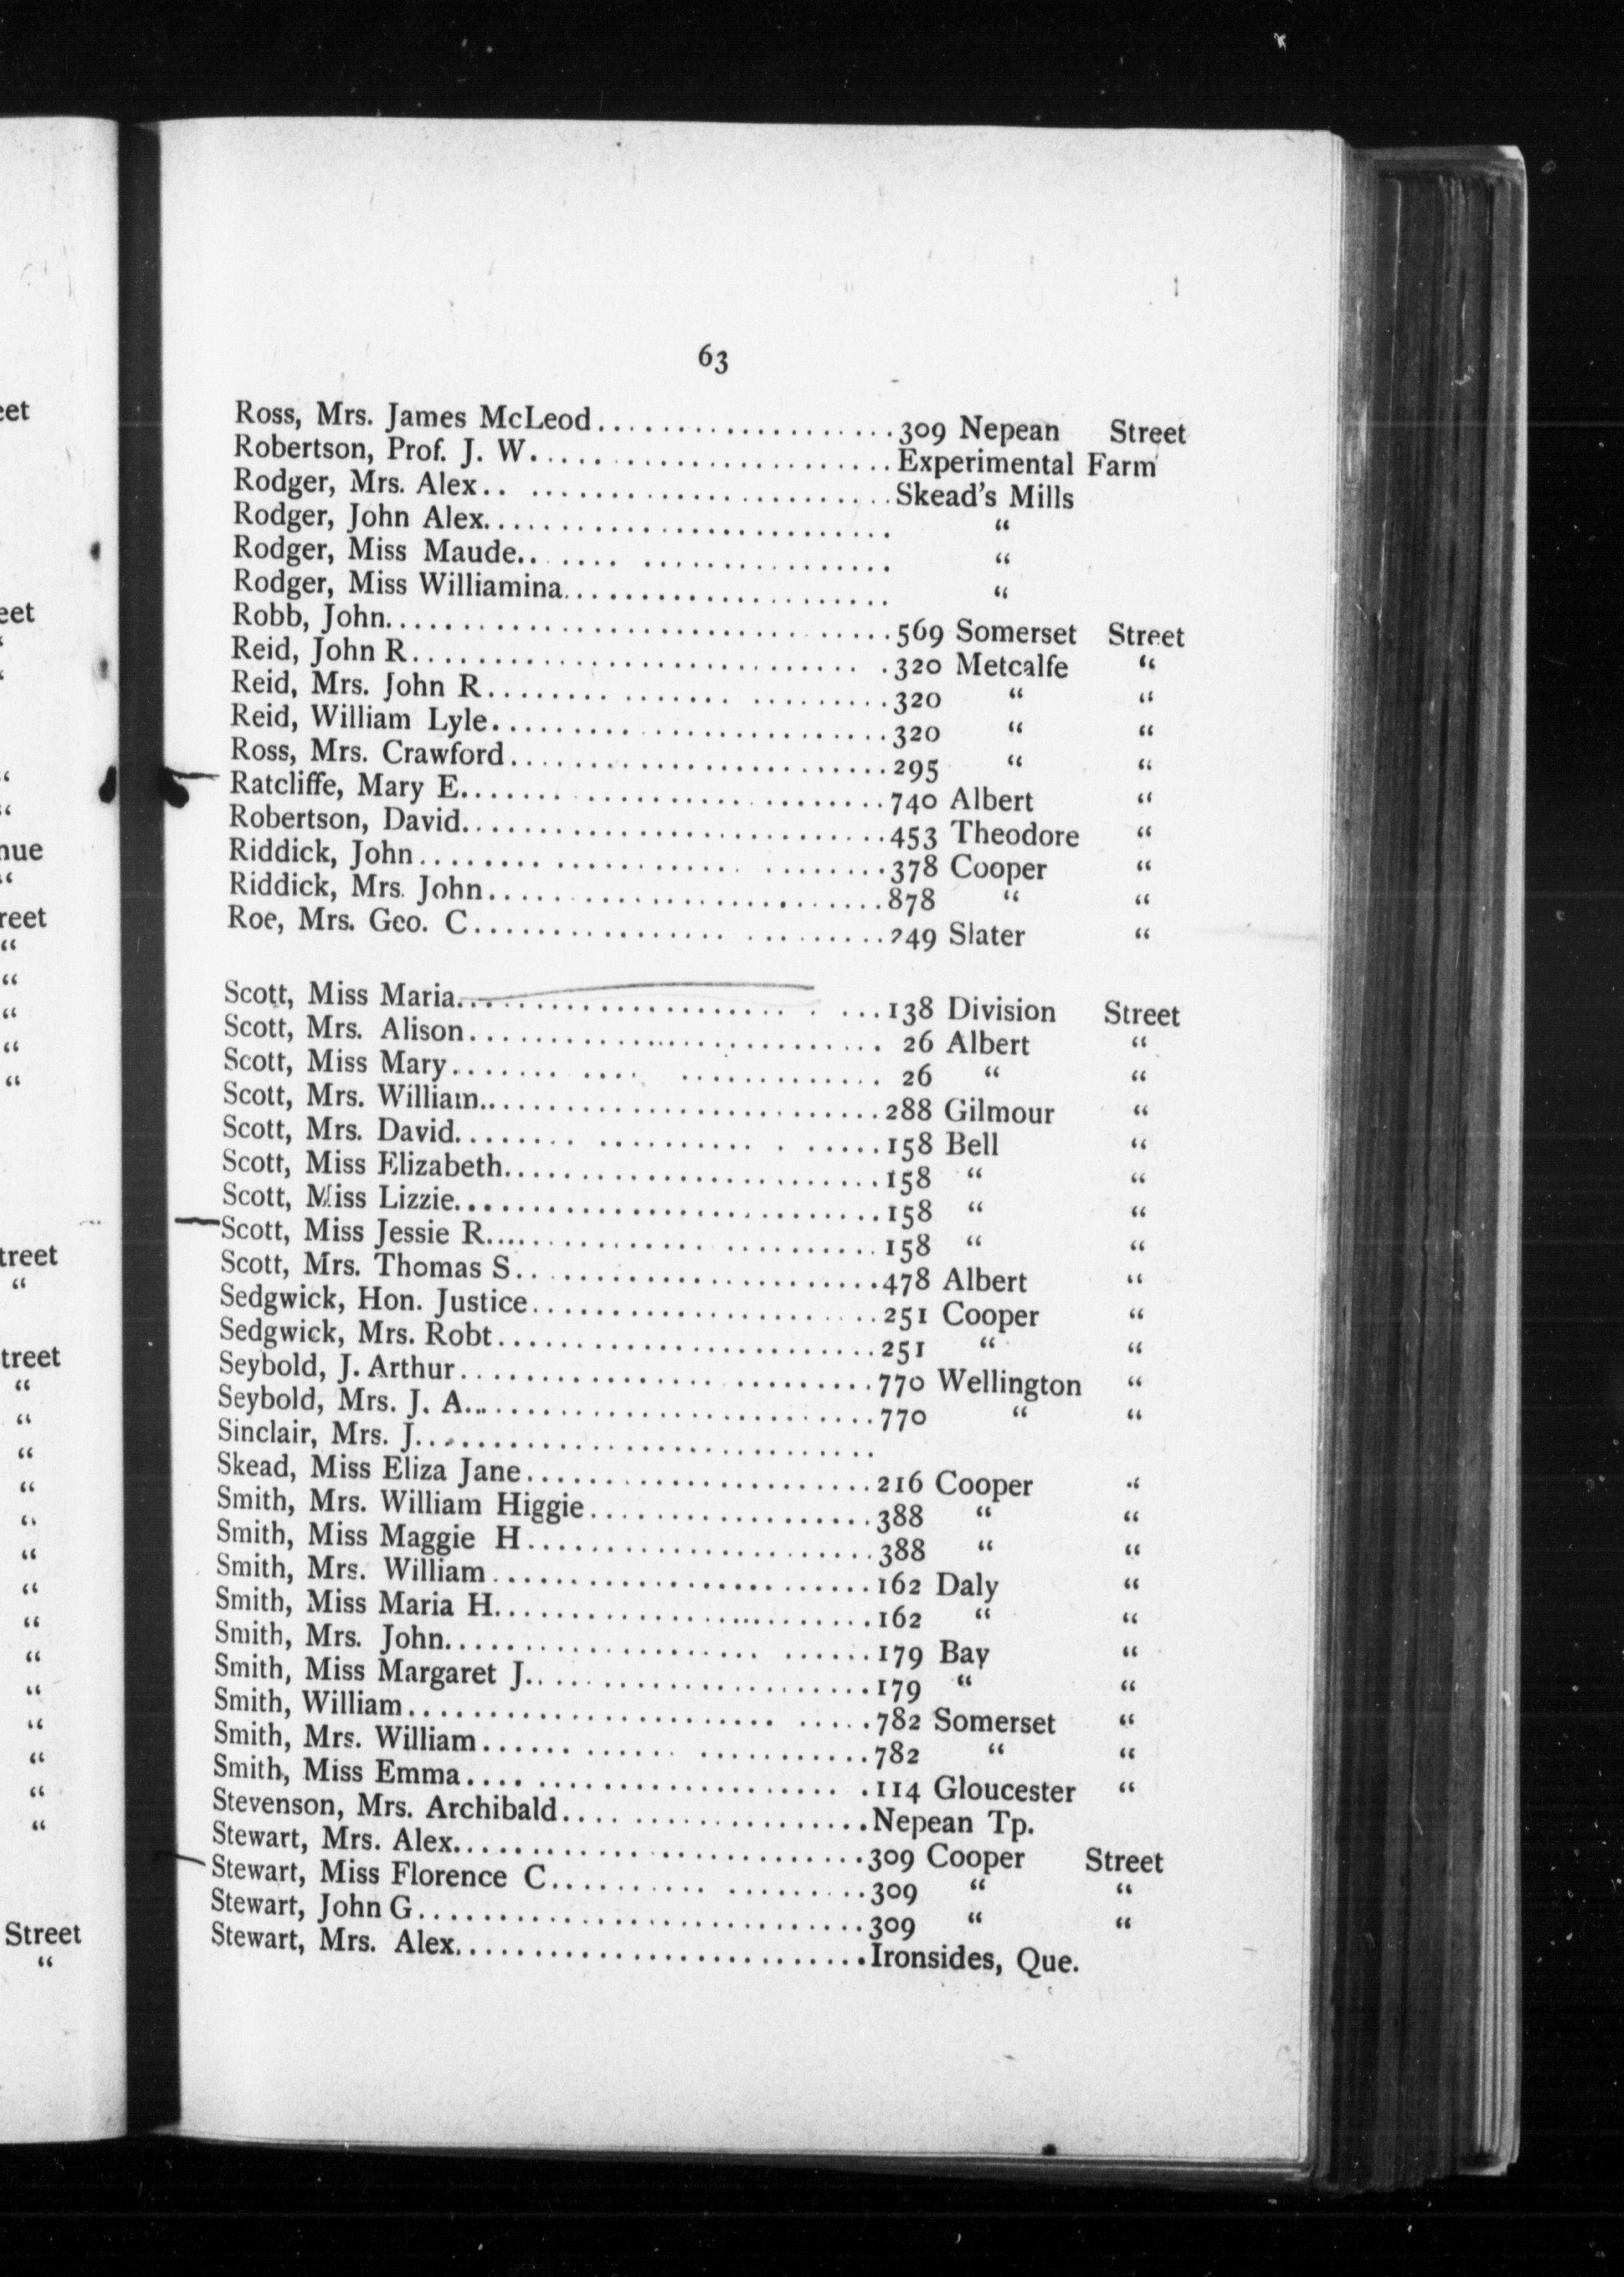 63
Ross, Mrs. James McLeod....................309 Nepean Street
Robertson, Prof. J. W........................Experimental Farm
Rodger, Mrs. Alex.. .......................Skead's Mills
Rodger, John Alex......................... "
Rodger, Miss Maude.. .... ................ "
Rodger, Miss Williamina.................... "
Robb, John................................569 Somerset Street
Reid, John R............................. .320 Metcalfe "
Reid, Mrs. John R............... .........320 " "
Reid, William Lyle.........................320 " "
Ross, Mrs. Crawford........................295 " "
Ratcliffe, Mary E..........................740 Albert "
Robertson, David..........................453 Theodore "
Riddick, John........ ............ ........378 Cooper "
Riddick, Mrs. John.........................878 " "
Roe, Mrs. Geo. C................ .........249 Slater "
Scott, Miss Maria...................... . ...138 Division Street
Scott, Mrs. Alison.......................... 26 Albert "
Scott, Miss Mary....... .... ............. 26 " "
Scott, Mrs. William.........................288 Gilmour "
Scott, Mrs. David........ .......... . .....158 Bell "
Scott, Miss Elizabeth........................158 " "
Scott, Miss Lizzie...........................158 " "
Scott, Miss Jessie R............. ..........158 " "
Scott, Mrs. Thomas S.......................478 Albert "
Sedgwick, Hon. Justice......................251 Cooper "
Sedgwick, Mrs. Robt........................251 " "
Seybold, J. Arthur................ .........770 Wellington "
Seybold, Mrs. J. A..........................770 " "
Sinclair, Mrs. J.............................
Skead, Miss Eliza Jane......................216 Cooper "
Smith, Mrs. William Higgie..................388 " "
Smith, Miss Maggie H......................388 " "
Smith, Mrs. William........................162 Daly "
Smith, Miss Maria H........................162 " "
Smith, Mrs. John.................... ......179 Bay "
Smith, Miss Margaret J......................179 " "
Smith, William....................... .....782 Somerset "
Smith, Mrs. William...... ...... ...........782 " "
Smith, Miss Emma.... .................... .114 Gloucester "
Stevenson, Mrs. Archibald...................Nepean Tp.
Stewart, Mrs. Alex..........................309 Cooper Street
Stewart, Miss Florence C.......... .........309 " "
Stewart, John G............................309 " "
Stewart, Mrs. Alex..........................Ironsides, Que.
eet
nue
reet
treet
"
treet
"
"
"
"
"
"
"
"
"
"
"
"
"
"
Street
"